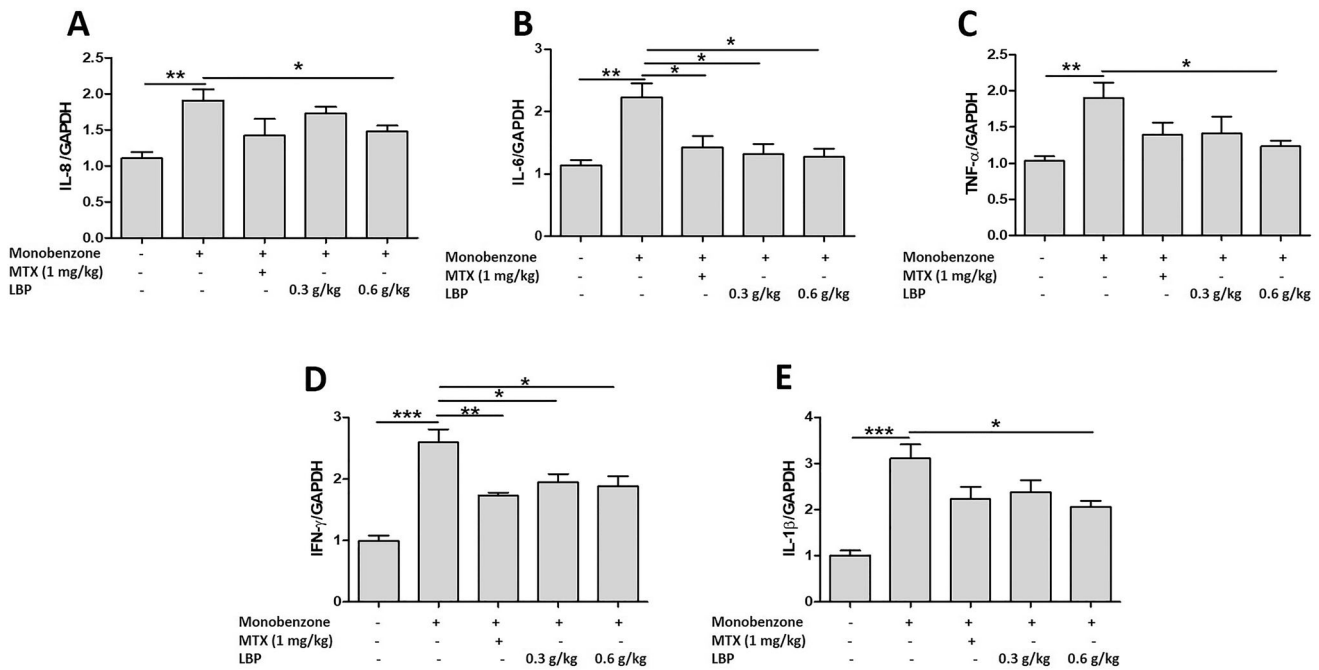 A
IL-8/GAPDH
2.5
2.0
1.5
1.0
0.5
0.0
** *
Monobenzone - + + + +
MTX (1 mg/kg) - - + - -
LBP - - - 0.3 g/kg 0.6 g/kg
B
IL-6/GAPDH
3
2
1
0
*
*
** *
Monobenzone - + + + +
MTX (1 mg/kg) - - + - -
LBP - - - 0.3 g/kg 0.6 g/kg
C
TNF-α/GAPDH
2.5
2.0
1.5
1.0
0.5
0.0
** *
Monobenzone - + + + +
MTX (1 mg/kg) - - + - -
LBP - - - 0.3 g/kg 0.6 g/kg
D
IFN-γ/GAPDH
3
2
1
0
*
*
*** **
Monobenzone - + + + +
MTX (1 mg/kg) - - + - -
LBP - - - 0.3 g/kg 0.6 g/kg
E
IL-1β/GAPDH
4
3
2
1
0
*** *
Monobenzone - + + + +
MTX (1 mg/kg) - - + - -
LBP - - - 0.3 g/kg 0.6 g/kg